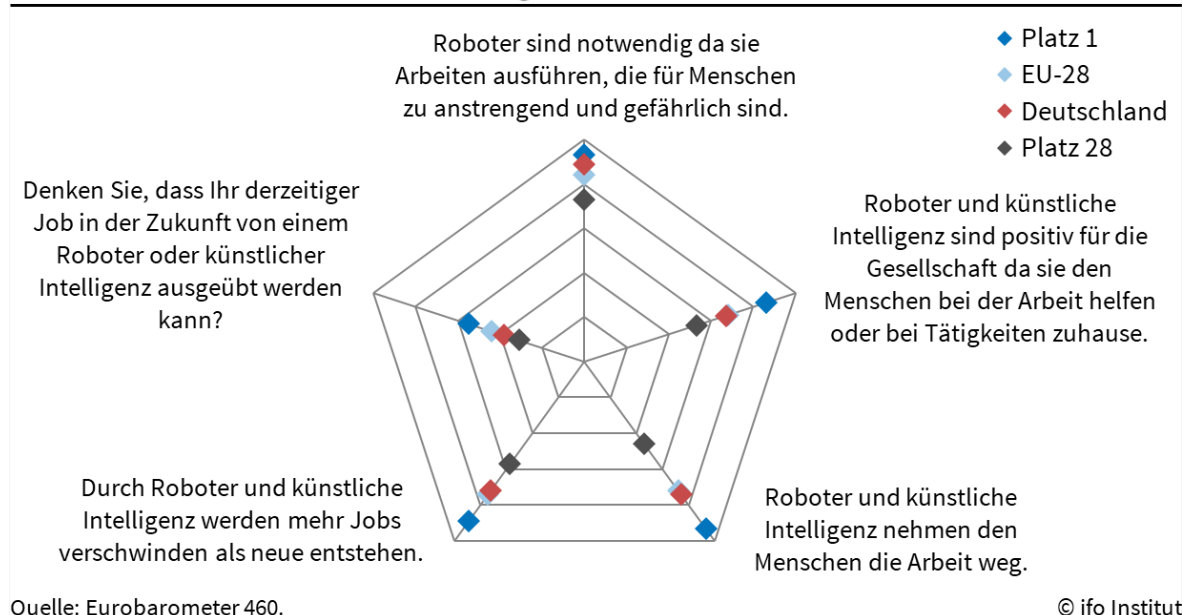 Roboter sind notwendig da sie
Arbeiten ausführen, die für Menschen
zu anstrengend und gefährlich sind.
Platz 1
EU-28
Deutschland
Platz 28
Denken Sie, dass Ihr derzeitiger
Job in der Zukunft von einem
Roboter oder künstlicher
Intelligenz ausgeübt werden
kann?
Roboter und künstliche
Intelligenz sind positiv für die
Gesellschaft da sie den
Menschen bei der Arbeit helfen
oder bei Tätigkeiten zuhause.
Durch Roboter und künstliche
Intelligenz werden mehr Jobs
verschwinden als neue entstehen.
Roboter und künstliche
Intelligenz nehmen den
Menschen die Arbeit weg.
Quelle: Eurobarometer 460.
© ifo Institut